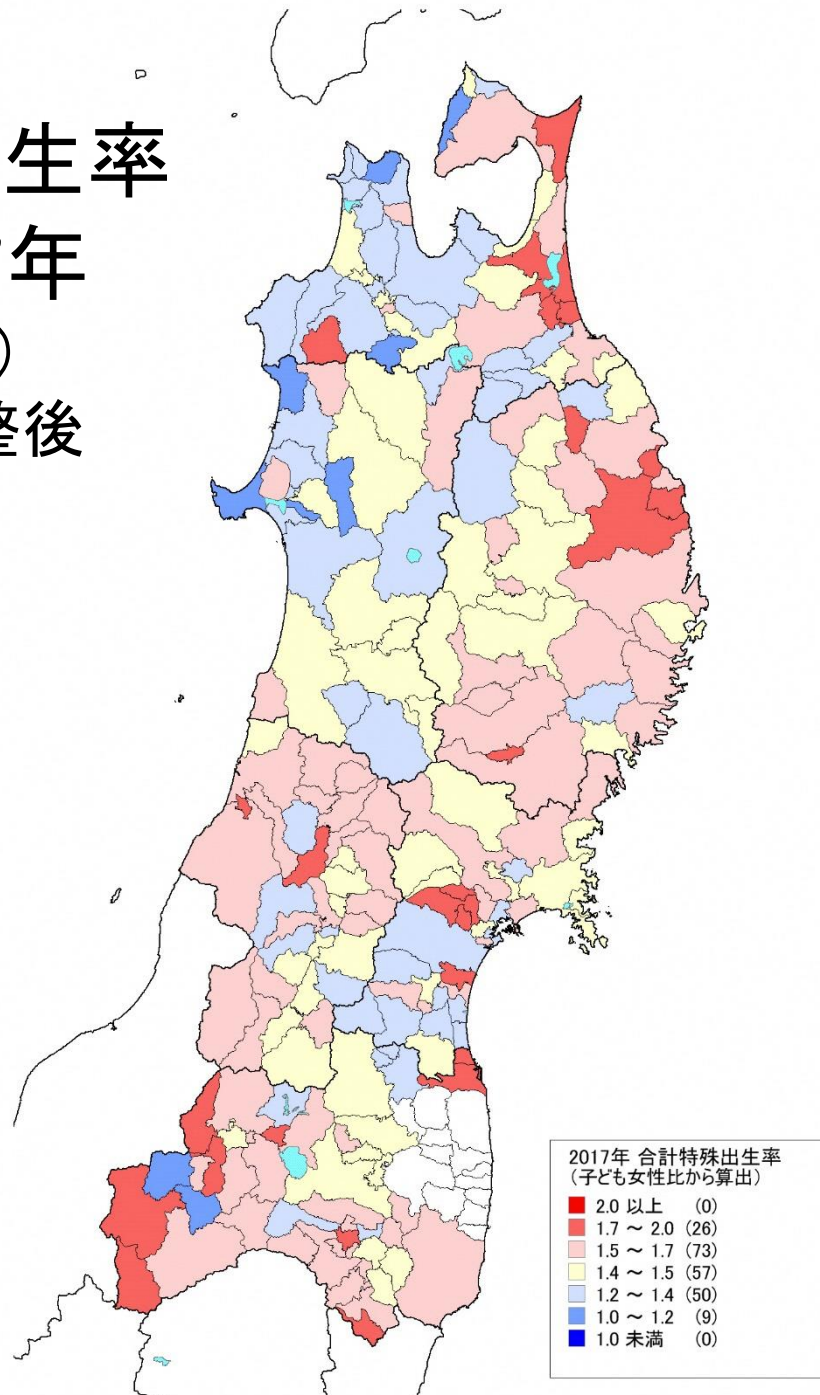 生率
年
)
整後
2017年 合計特殊出生率
(子ども女性比から算出)
2.0 以上 (0)
1.7 ～ 2.0 (26)
1.5 ～ 1.7 (73)
1.4 ～ 1.5 (57)
1.2 ～ 1.4 (50)
1.0 ～ 1.2 (9)
1.0 未満 (0)